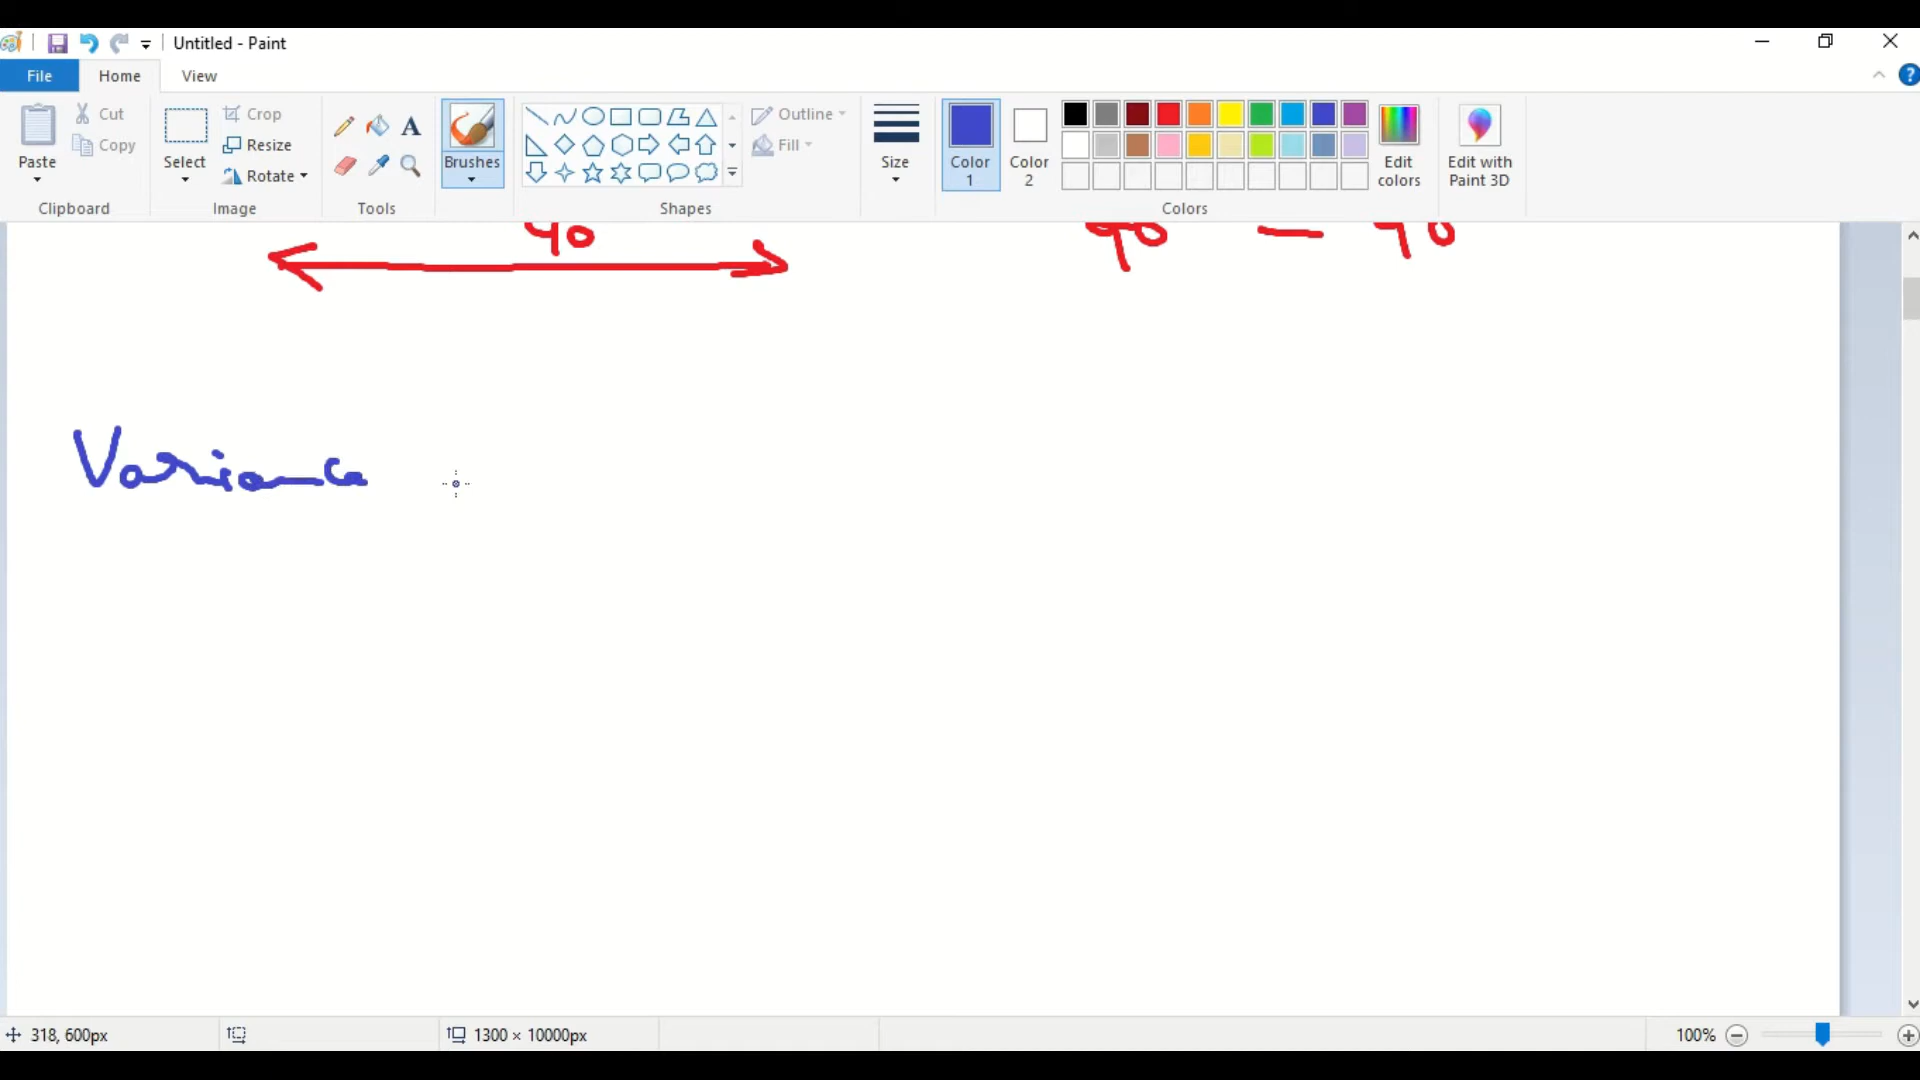 Untitled - Paint
File Home View
Cut
Copy
Paste
Clipboard
Select
Crop
Resize
Rotate
Image
Tools
Brushes
Shapes
Outline
Fill
Size
Color 1
Color 2
Edit colors
Colors
Edit with Paint 3D
40
90 - 40
Variance
318, 600px
1300 × 10000px
100%